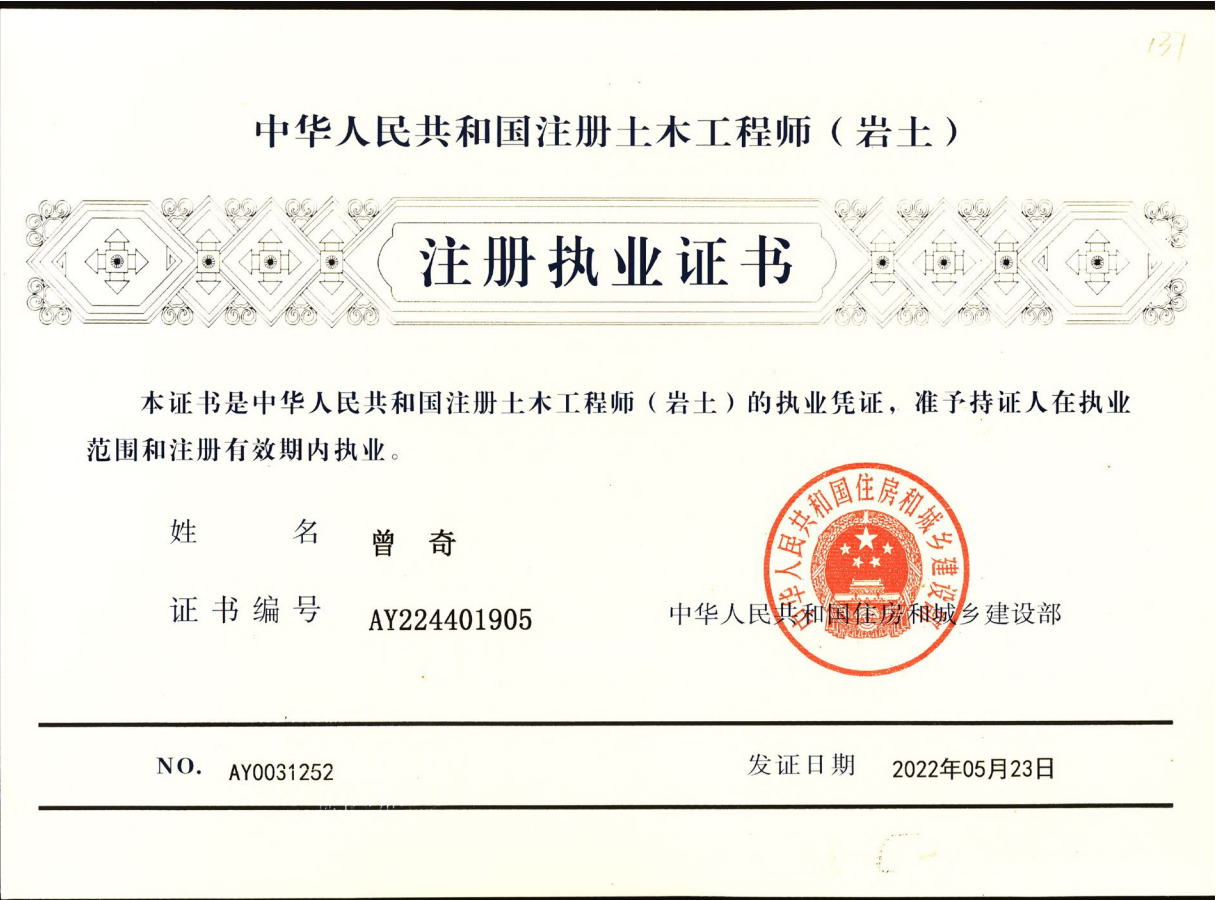 137
中华人民共和国注册土木工程师（岩土）
注册执业证书
本证书是中华人民共和国注册土木工程师（岩土）的执业凭证，准予持证人在执业
范围和注册有效期内执业。
姓 名 曾 奇
证书编号 AY224401905
中华人民共和国住房和城乡建设部
中华人民共和国住房和城乡建设部
NO. AY0031252
发证日期 2022年05月23日